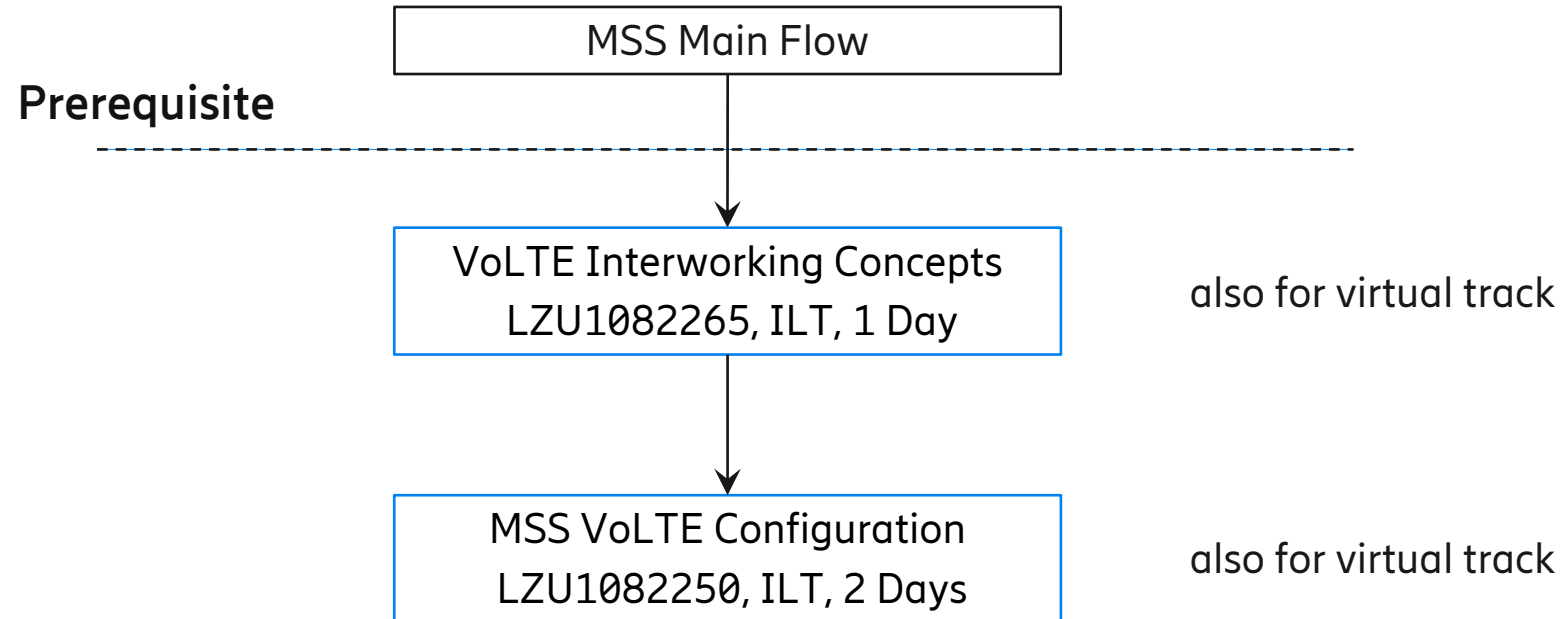 MSS Main Flow
Prerequisite
VoLTE Interworking Concepts
LZU1082265, ILT, 1 Day
also for virtual track
MSS VoLTE Configuration
LZU1082250, ILT, 2 Days
also for virtual track